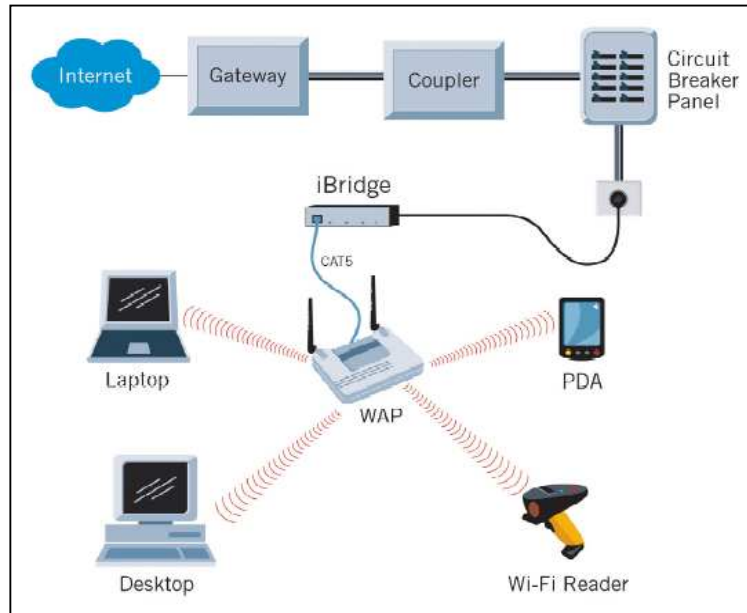 Internet
Gateway
Coupler
Circuit
Breaker
Panel
iBridge
CAT5
Laptop
WAP
PDA
Desktop
Wi-Fi Reader